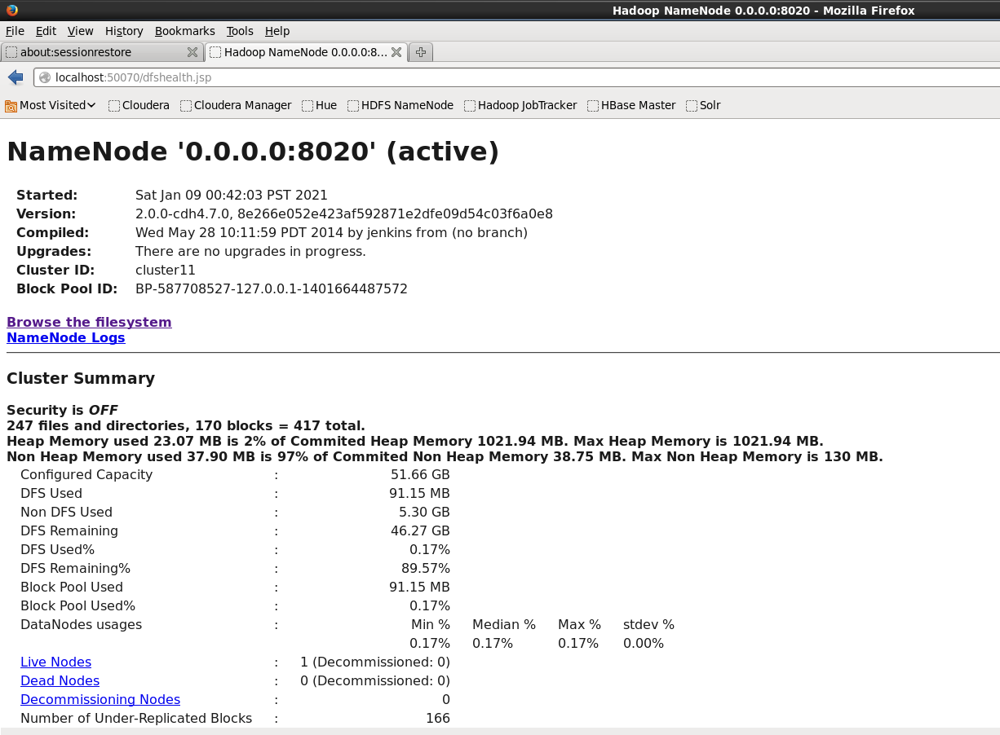 Hadoop NameNode 0.0.0.0:8020 - Mozilla Firefox
File Edit View History Bookmarks Tools Help
about:sessionrestore Hadoop NameNode 0.0.0.0:8...
localhost:50070/dfshealth.jsp
Most Visited Cloudera Cloudera Manager Hue HDFS NameNode Hadoop JobTracker HBase Master Solr
NameNode '0.0.0.0:8020' (active)
Started: Sat Jan 09 00:42:03 PST 2021
Version: 2.0.0-cdh4.7.0, 8e266e052e423af592871e2dfe09d54c03f6a0e8
Compiled: Wed May 28 10:11:59 PDT 2014 by jenkins from (no branch)
Upgrades: There are no upgrades in progress.
Cluster ID: cluster11
Block Pool ID: BP-587708527-127.0.0.1-1401664487572
Browse the filesystem
NameNode Logs
Cluster Summary
Security is OFF
247 files and directories, 170 blocks = 417 total.
Heap Memory used 23.07 MB is 2% of Commited Heap Memory 1021.94 MB. Max Heap Memory is 1021.94 MB.
Non Heap Memory used 37.90 MB is 97% of Commited Non Heap Memory 38.75 MB. Max Non Heap Memory is 130 MB.
Configured Capacity : 51.66 GB
DFS Used : 91.15 MB
Non DFS Used : 5.30 GB
DFS Remaining : 46.27 GB
DFS Used% : 0.17%
DFS Remaining% : 89.57%
Block Pool Used : 91.15 MB
Block Pool Used% : 0.17%
DataNodes usages : Min % Median % Max % stdev %
0.17% 0.17% 0.17% 0.00%
Live Nodes : 1 (Decommissioned: 0)
Dead Nodes : 0 (Decommissioned: 0)
Decommissioning Nodes : 0
Number of Under-Replicated Blocks : 166